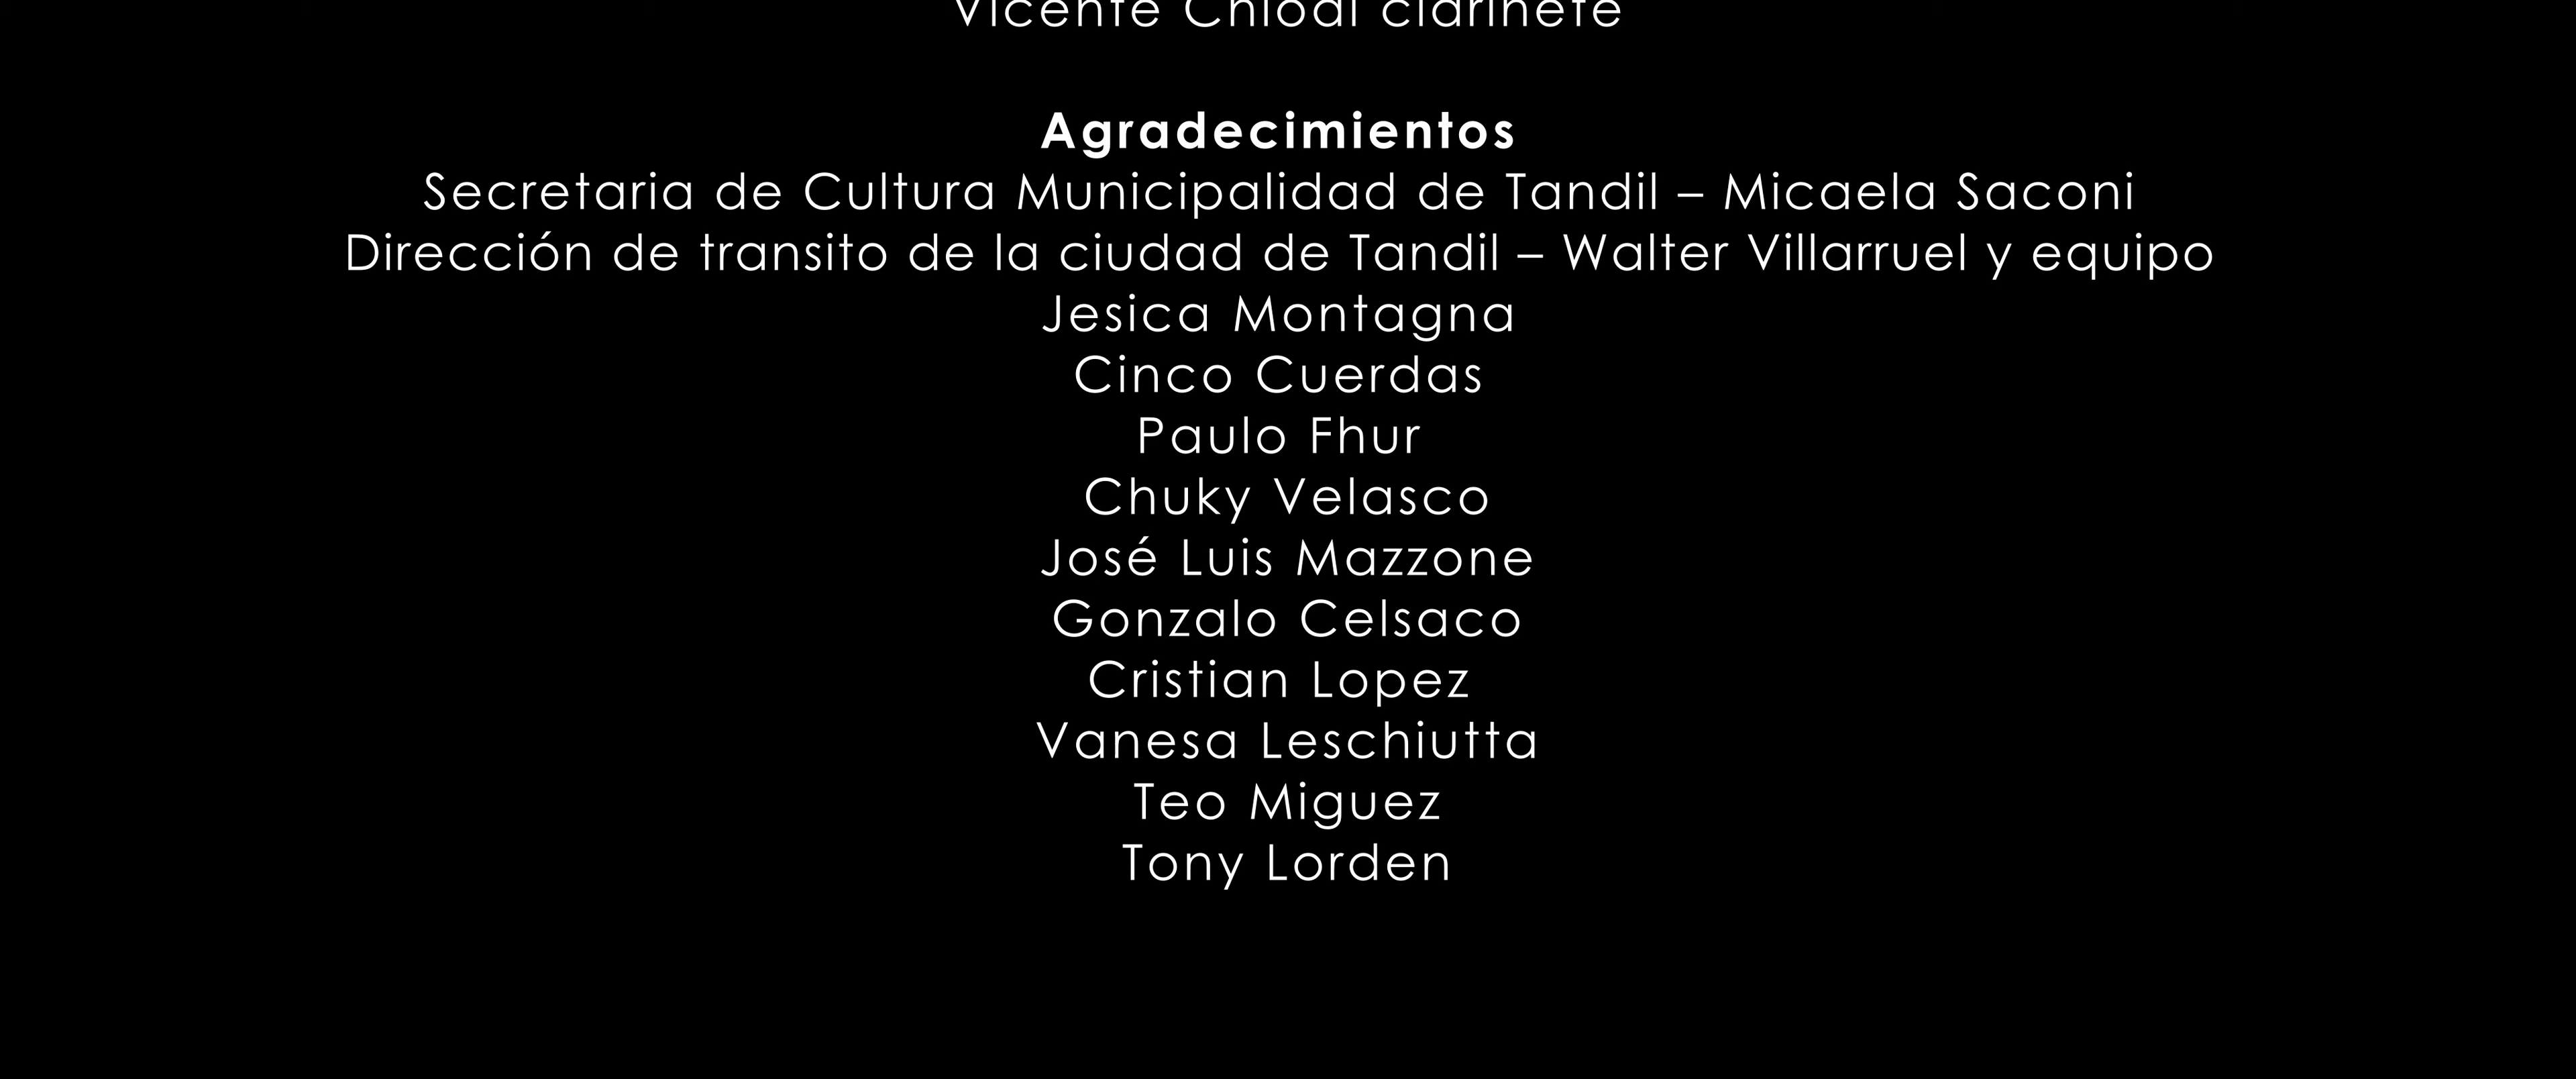 Vicente Chiodi clarinete
Agradecimientos
Secretaria de Cultura Municipalidad de Tandil – Micaela Saconi
Dirección de transito de la ciudad de Tandil – Walter Villarruel y equipo
Jesica Montagna
Cinco Cuerdas
Paulo Fhur
Chuky Velasco
José Luis Mazzone
Gonzalo Celsaco
Cristian Lopez
Vanesa Leschiutta
Teo Miguez
Tony Lorden